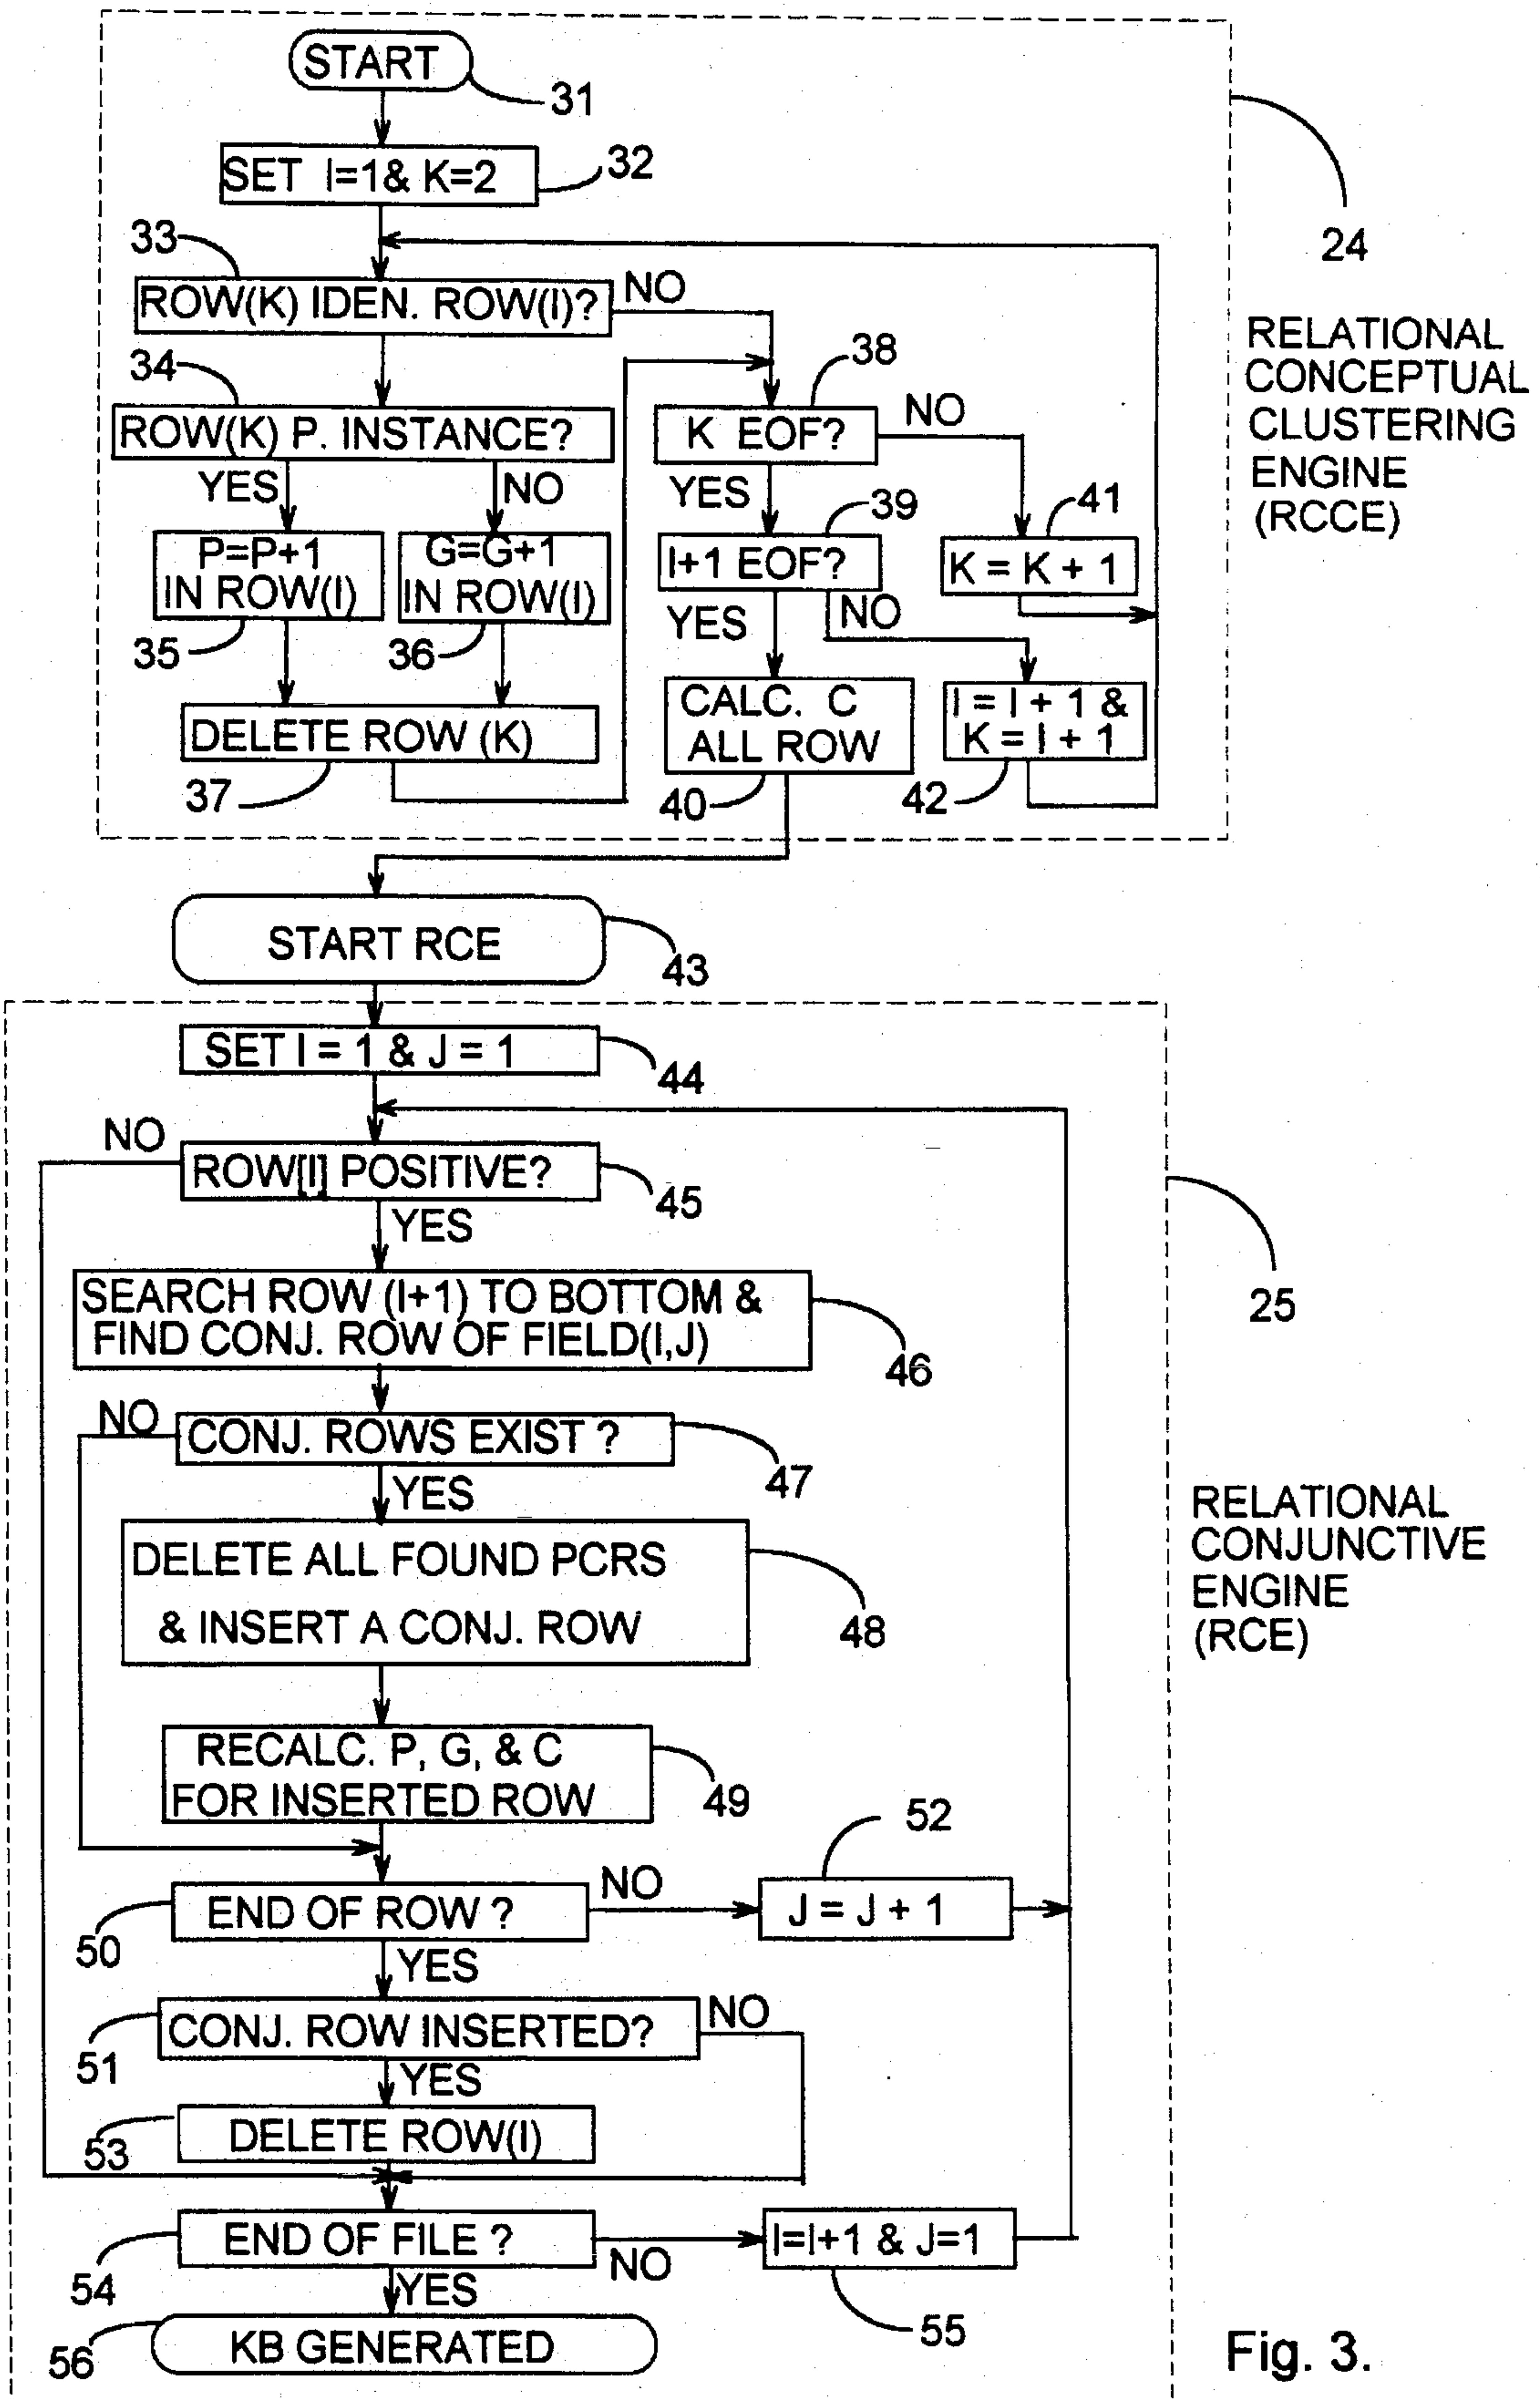 START
31
SET I=1& K=2
32
33
ROW(K) IDEN. ROW(I)?
NO
24
RELATIONAL
CONCEPTUAL
CLUSTERING
ENGINE
(RCCE)
34
ROW(K) P. INSTANCE?
38
K EOF?
NO
YES
NO
YES
39
41
P=P+1
IN ROW(I)
G=G+1
IN ROW(I)
I+1 EOF?
K = K + 1
35
36
YES
NO
DELETE ROW (K)
37
CALC. C
ALL ROW
40
I = I + 1 &
K = I + 1
42
START RCE
43
SET I = 1 & J = 1
44
NO
ROW[I] POSITIVE?
45
YES
25
RELATIONAL
CONJUNCTIVE
ENGINE
(RCE)
SEARCH ROW (I+1) TO BOTTOM &
FIND CONJ. ROW OF FIELD(I,J)
46
NO
CONJ. ROWS EXIST ?
47
YES
DELETE ALL FOUND PCRS
& INSERT A CONJ. ROW
48
RECALC. P, G, & C
FOR INSERTED ROW
49
52
END OF ROW ?
NO
J = J + 1
50
YES
CONJ. ROW INSERTED?
NO
51
YES
DELETE ROW(I)
53
END OF FILE ?
NO
I=I+1 & J=1
54
YES
55
KB GENERATED
56
Fig. 3.